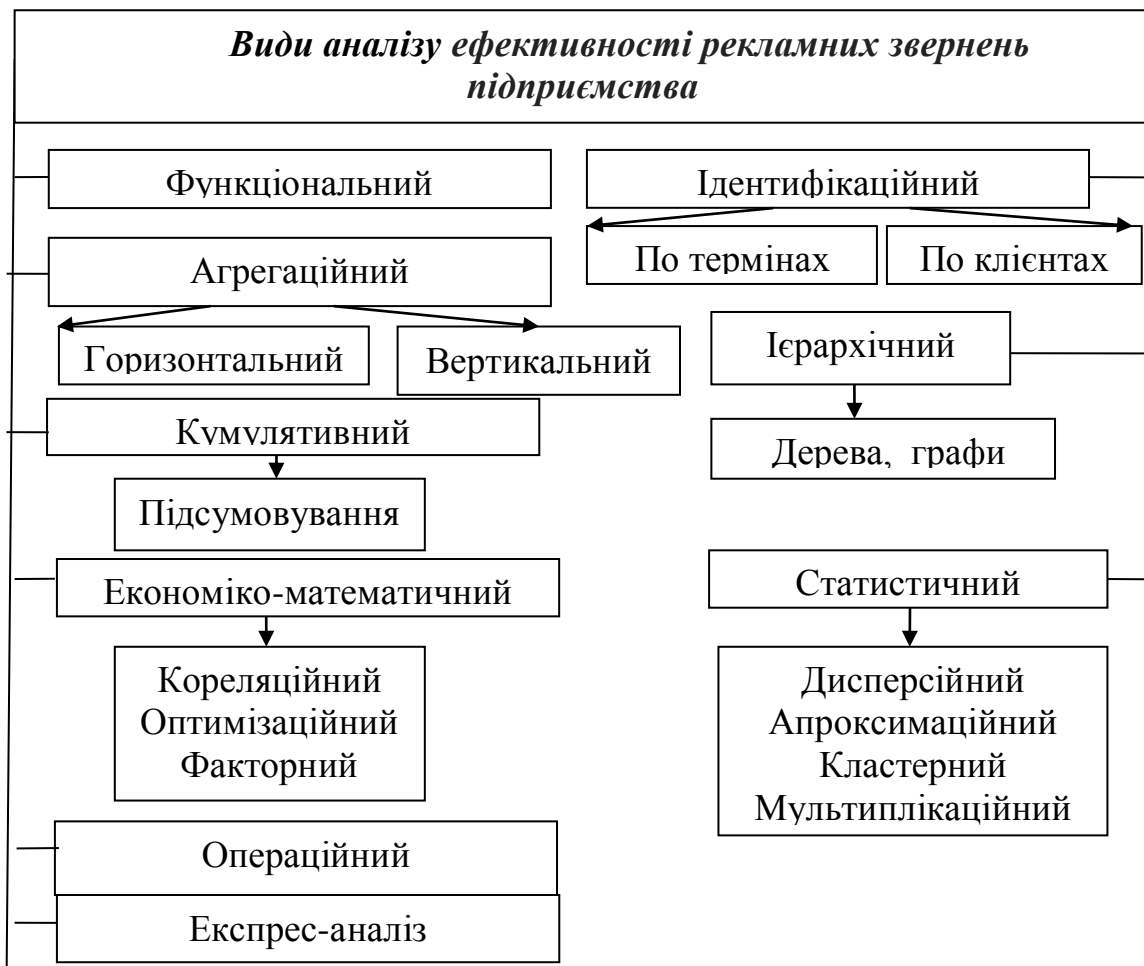 Види аналізу ефективності рекламних звернень
підприємства
Функціональний
Ідентифікаційний
По термінах
По клієнтах
Агрегаційний
Горизонтальний
Вертикальний
Ієрархічний
Дерева, графи
Кумулятивний
Підсумовування
Економіко-математичний
Статистичний
Кореляційний
Оптимізаційний
Факторний
Дисперсійний
Апроксимаційний
Кластерний
Мультиплікаційний
Операційний
Експрес-аналіз